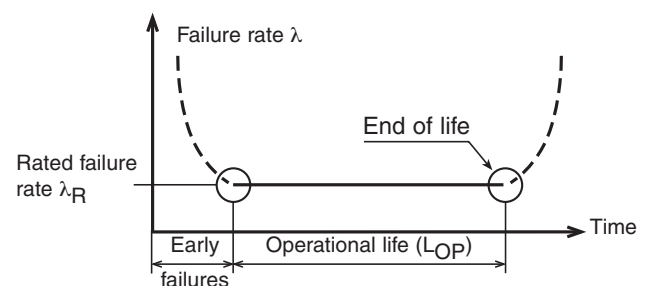 Failure rate λ
End of life
Rated failure
rate λR
Time
Early
failures
Operational life (LOP)